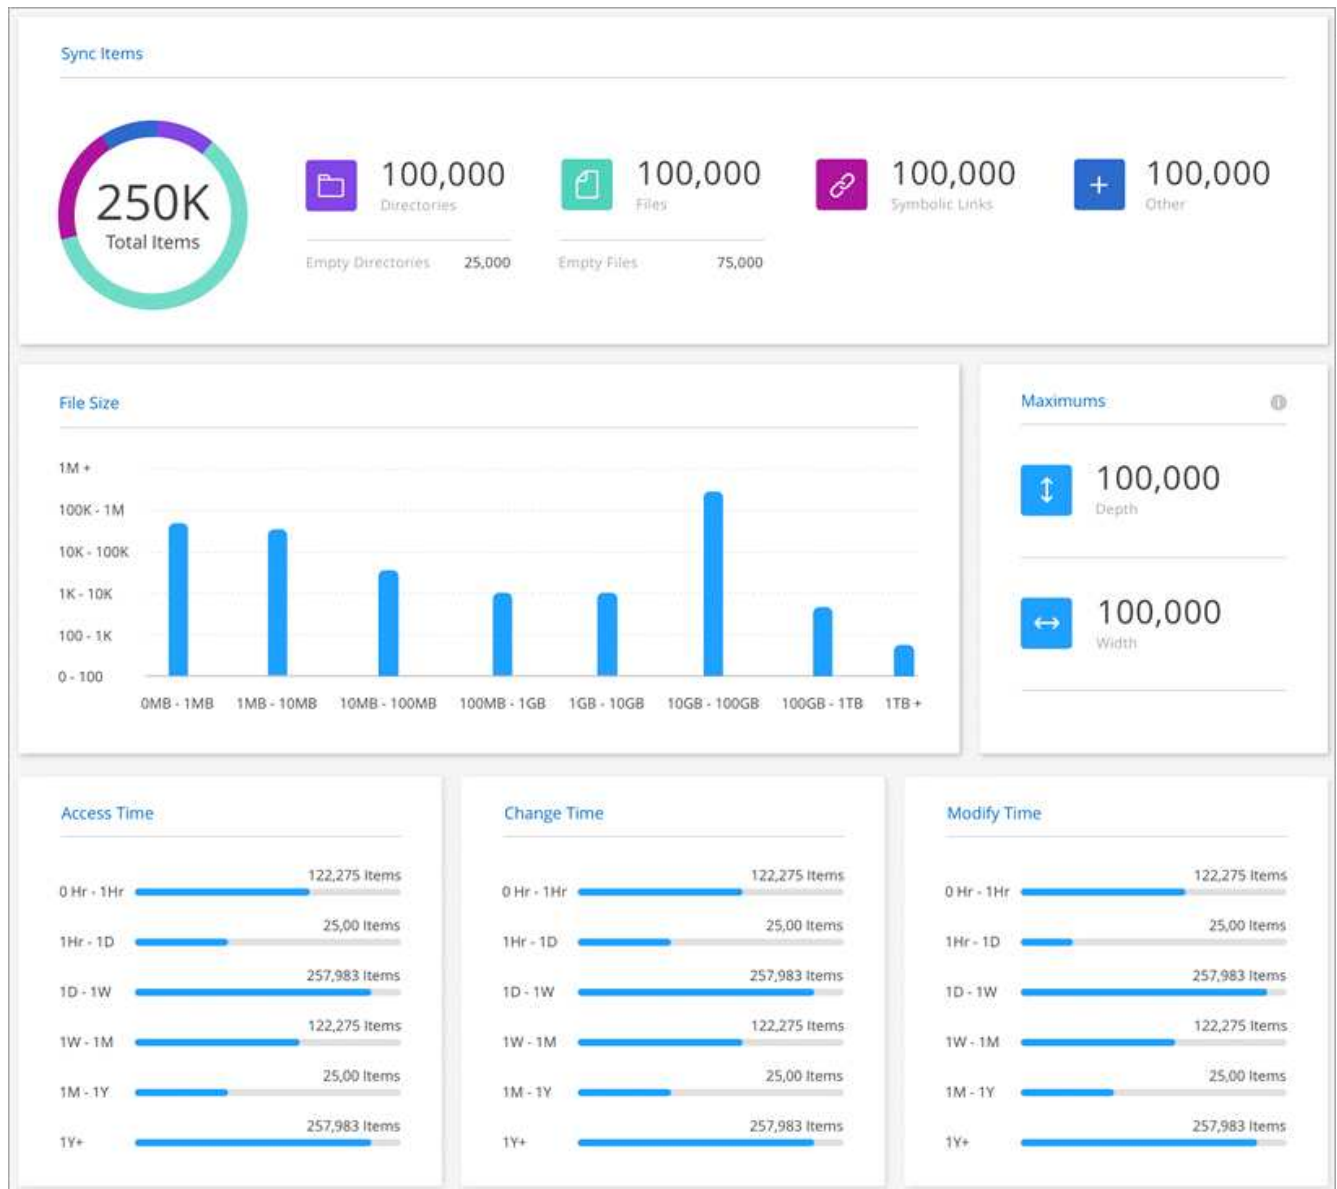 Sync Items
250K
Total Items
100,000
Directories
Empty Directories 25,000
100,000
Files
Empty Files 75,000
100,000
Symbolic Links
100,000
Other
File Size
1M +
100K - 1M
10K - 100K
1K - 10K
100 - 1K
0 - 100
0MB - 1MB 1MB - 10MB 10MB - 100MB 100MB - 1GB 1GB - 10GB 10GB - 100GB 100GB - 1TB 1TB +
Maximums
100,000
Depth
100,000
Width
Access Time
122,275 Items
0 Hr - 1Hr
25,00 Items
1Hr - 1D
257,983 Items
1D - 1W
122,275 Items
1W - 1M
25,00 Items
1M - 1Y
257,983 Items
1Y+
Change Time
122,275 Items
0 Hr - 1Hr
25,00 Items
1Hr - 1D
257,983 Items
1D - 1W
122,275 Items
1W - 1M
25,00 Items
1M - 1Y
257,983 Items
1Y+
Modify Time
122,275 Items
0 Hr - 1Hr
25,00 Items
1Hr - 1D
257,983 Items
1D - 1W
122,275 Items
1W - 1M
25,00 Items
1M - 1Y
257,983 Items
1Y+